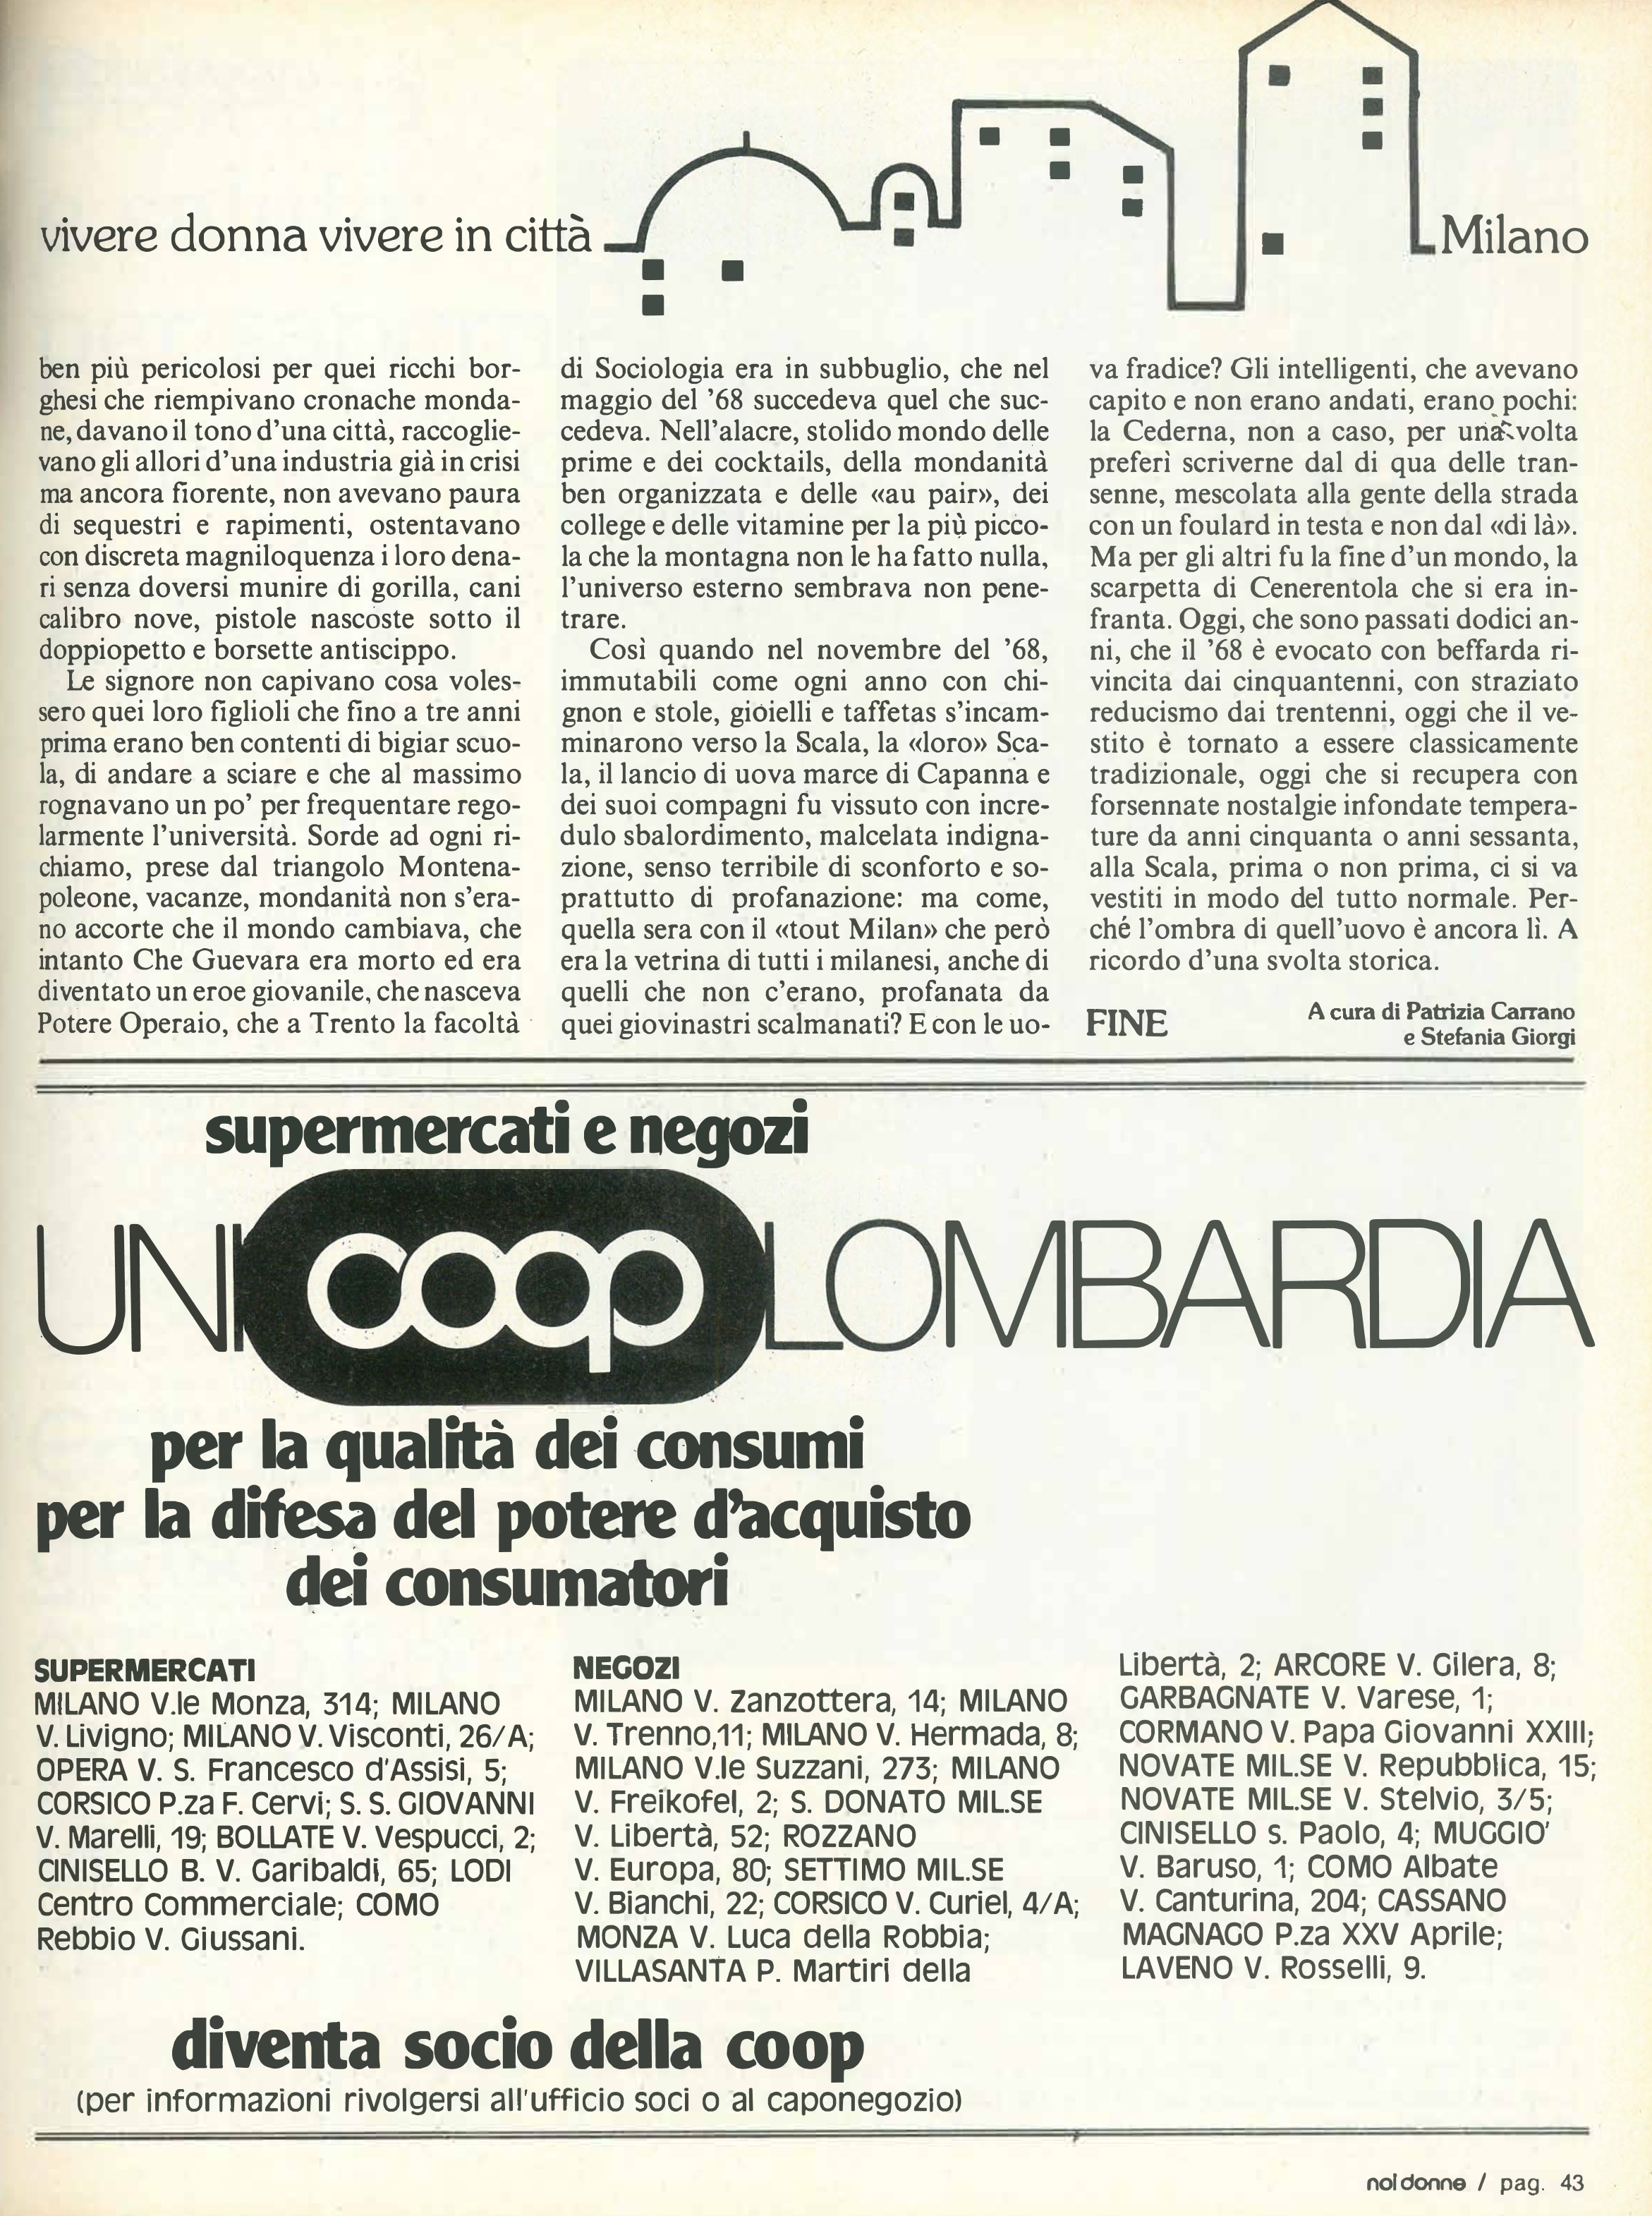 vivere donna vivere in città
Milano
ben più pericolosi per quei ricchi bor-
ghesi che riempivano cronache monda-
ne, davano il tono d'una città, raccoglie-
vano gli allori d'una industria già in crisi
ma ancora fiorente, non avevano paura
di sequestri e rapimenti, ostentavano
con discreta magniloquenza i loro dena-
ri senza doversi munire di gorilla, cani
calibro nove, pistole nascoste sotto il
doppiopetto e borsette antiscippo.
Le signore non capivano cosa voles-
sero quei loro figlioli che fino a tre anni
prima erano ben contenti di bigiar scuo-
la, di andare a sciare e che al massimo
rognavano un po' per frequentare rego-
larmente l'università. Sorde ad ogni ri-
chiamo, prese dal triangolo Montena-
poleone, vacanze, mondanità non s'era-
no accorte che il mondo cambiava, che
intanto Che Guevara era morto ed era
diventato un eroe giovanile, che nasceva
Potere Operaio, che a Trento la facoltà
di Sociologia era in subbuglio, che nel
maggio del '68 succedeva quel che suc-
cedeva. Nell'alacre, stolido mondo delle
prime e dei cocktails, della mondanità
ben organizzata e delle «au pair», dei
college e delle vitamine per la più picco-
la che la montagna non le ha fatto nulla,
l'universo esterno sembrava non pene-
trare.
Così quando nel novembre del '68,
immutabili come ogni anno con chi-
gnon e stole, gioielli e taffetas s'incam-
minarono verso la Scala, la «loro» Sca-
la, il lancio di uova marce di Capanna e
dei suoi compagni fu vissuto con incre-
dulo sbalordimento, malcelata indigna-
zione, senso terribile di sconforto e so-
prattutto di profanazione: ma come,
quella sera con il «tout Milan» che però
era la vetrina di tutti i milanesi, anche di
quelli che non c'erano, profanata da
quei giovinastri scalmanati? E con le uo-
va fradice? Gli intelligenti, che avevano
capito e non erano andati, erano pochi:
la Cederna, non a caso, per una volta
preferì scriverne dal di qua delle tran-
senne, mescolata alla gente della strada
con un foulard in testa e non dal «di là».
Ma per gli altri fu la fine d'un mondo, la
scarpetta di Cenerentola che si era in-
franta. Oggi, che sono passati dodici an-
ni, che il '68 è evocato con beffarda ri-
vincita dai cinquantenni, con straziato
reducismo dai trentenni, oggi che il ve-
stito è tornato a essere classicamente
tradizionale, oggi che si recupera con
forsennate nostalgie infondate tempera-
ture da anni cinquanta o anni sessanta,
alla Scala, prima o non prima, ci si va
vestiti in modo del tutto normale. Per-
ché l'ombra di quell'uovo è ancora lì. A
ricordo d'una svolta storica.
FINE
A cura di Patrizia Carrano
e Stefania Giorgi
supermercati e negozi
UNI coop LOMBARDIA
per la qualità dei consumi
per la difesa del potere d'acquisto
dei consumatori
SUPERMERCATI
MILANO V.le Monza, 314; MILANO
V. Livigno; MILANO V. Visconti, 26/A;
OPERA V. S. Francesco d'Assisi, 5;
CORSICO P.za F. Cervi; S. S. GIOVANNI
V. Marelli, 19; BOLLATE V. Vespucci, 2;
CINISELLO B. V. Garibaldi, 65; LODI
Centro Commerciale; COMO
Rebbio V. Giussani.
NEGOZI
MILANO V. Zanzottera, 14; MILANO
V. Trenno,11; MILANO V. Hermada, 8;
MILANO V.le Suzzani, 273; MILANO
V. Freikofel, 2; S. DONATO MIL.SE
V. Libertà, 52; ROZZANO
V. Europa, 80; SETTIMO MIL.SE
V. Bianchi, 22; CORSICO V. Curiel, 4/A;
MONZA V. Luca della Robbia;
VILLASANTA P. Martiri della
Libertà, 2; ARCORE V. Gilera, 8;
GARBAGNATE V. Varese, 1;
CORMANO V. Papa Giovanni XXIII;
NOVATE MIL.SE V. Repubblica, 15;
NOVATE MIL.SE V. Stelvio, 3/5;
CINISELLO s. Paolo, 4; MUGGIO'
V. Baruso, 1; COMO Albate
V. Canturina, 204; CASSANO
MAGNAGO P.za XXV Aprile;
LAVENO V. Rosselli, 9.
diventa socio della coop
(per informazioni rivolgersi all'ufficio soci o al caponegozio)
noi donne / pag. 43